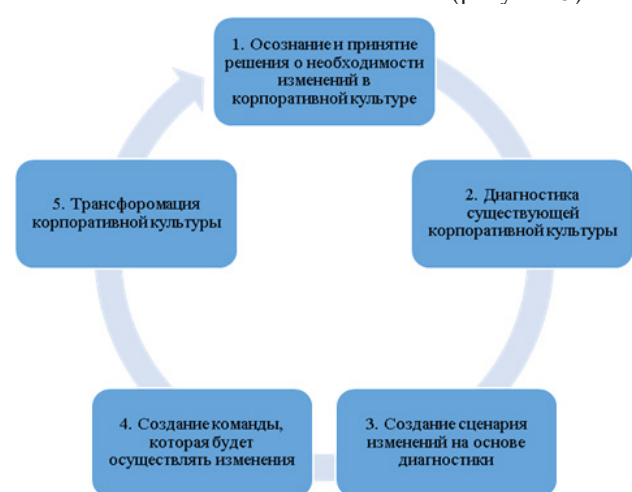 1. Осознание и принятие
решения о необходимости
изменений в
корпоративной культуре
2. Диагностика
существующей
корпоративной культуры
3. Создание сценария
изменений на основе
диагностики
4. Создание команды,
которая будет
осуществлять изменения
5. Трансфоромация
корпоративной культуры